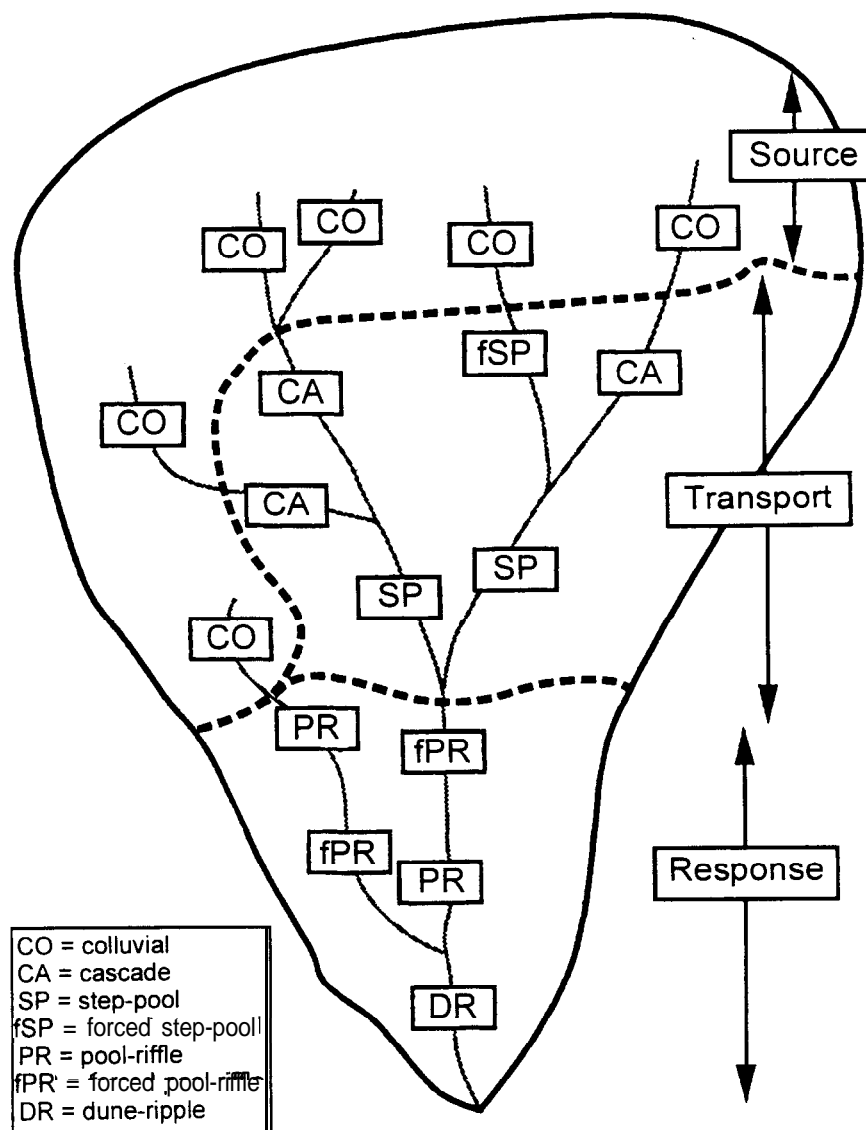 Source
CO
CO
CO
CO
fSP
CA
CA
CO
CA
Transport
SP
SP
CO
PR
fPR
fPR
PR
Response
DR
CO = colluvial
CA = cascade
SP = step-pool
fSP = forced step-pool
PR = pool-riffle
fPR = forced pool-riffle
DR = dune-ripple